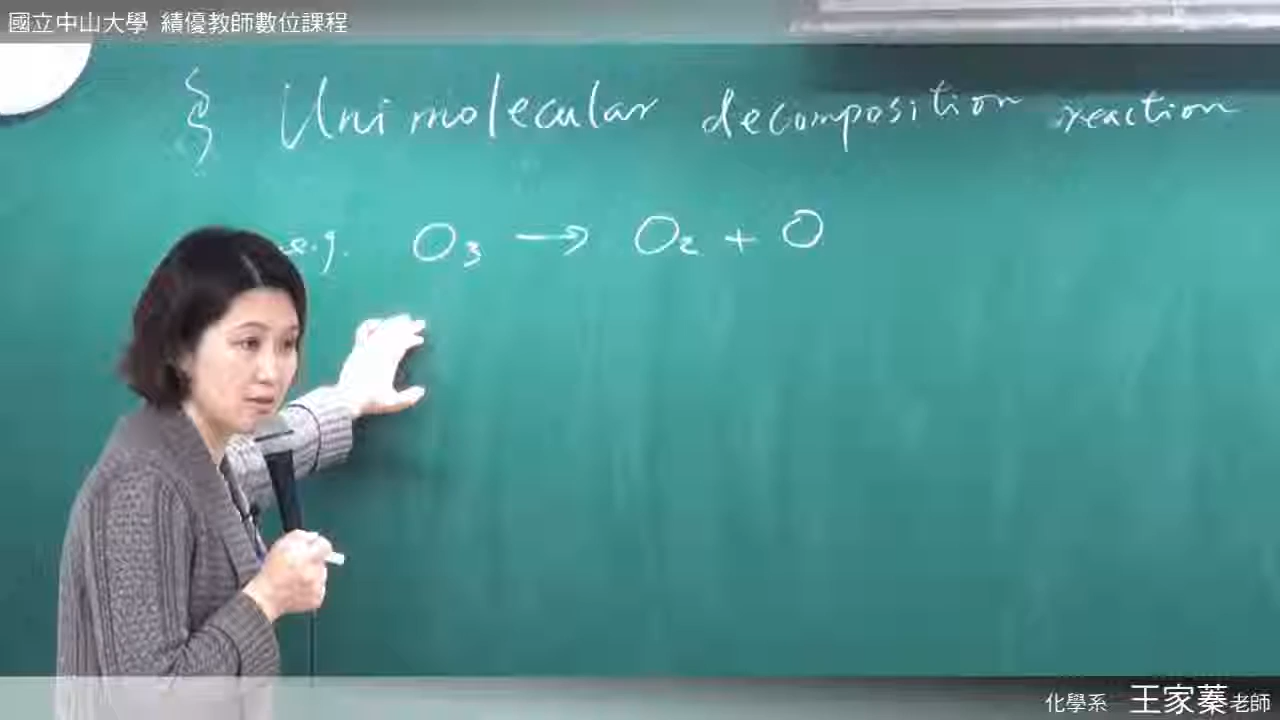 國立中山大學 績優教師數位課程
§ Unimolecular decomposition reaction
e.g. O₃ → O₂ + O
化學系 王家蓁老師